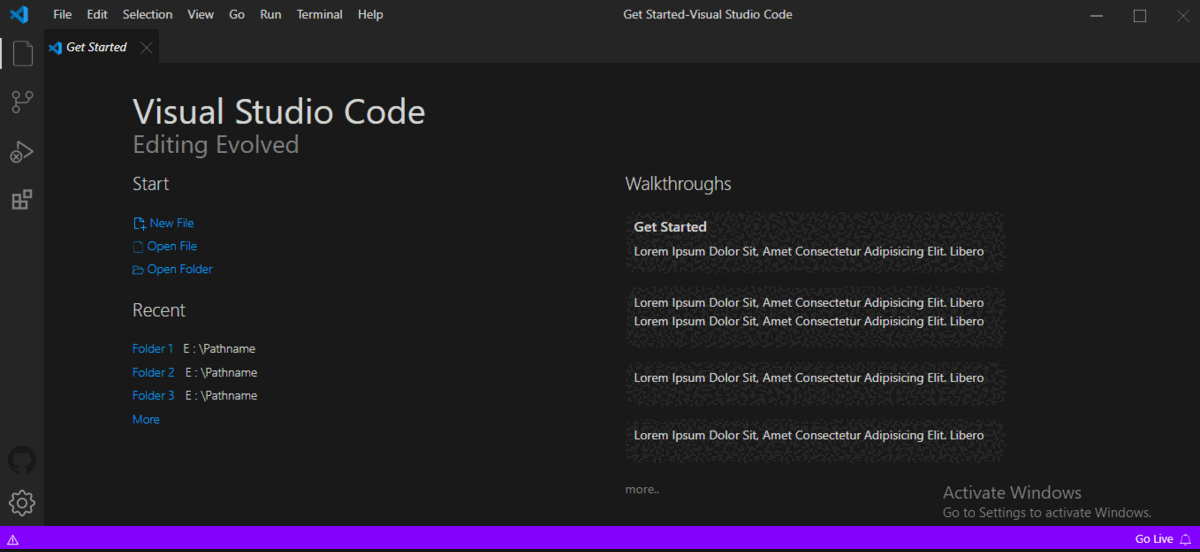 File Edit Selection View Go Run Terminal Help
Get Started-Visual Studio Code
Get Started
Visual Studio Code
Editing Evolved
Start
New File
Open File
Open Folder
Recent
Folder 1 E : \Pathname
Folder 2 E : \Pathname
Folder 3 E : \Pathname
More
Walkthroughs
Get Started
Lorem Ipsum Dolor Sit, Amet Consectetur Adipisicing Elit. Libero
Lorem Ipsum Dolor Sit, Amet Consectetur Adipisicing Elit. Libero
Lorem Ipsum Dolor Sit, Amet Consectetur Adipisicing Elit. Libero
Lorem Ipsum Dolor Sit, Amet Consectetur Adipisicing Elit. Libero
Lorem Ipsum Dolor Sit, Amet Consectetur Adipisicing Elit. Libero
more..
Activate Windows
Go to Settings to activate Windows.
Go Live